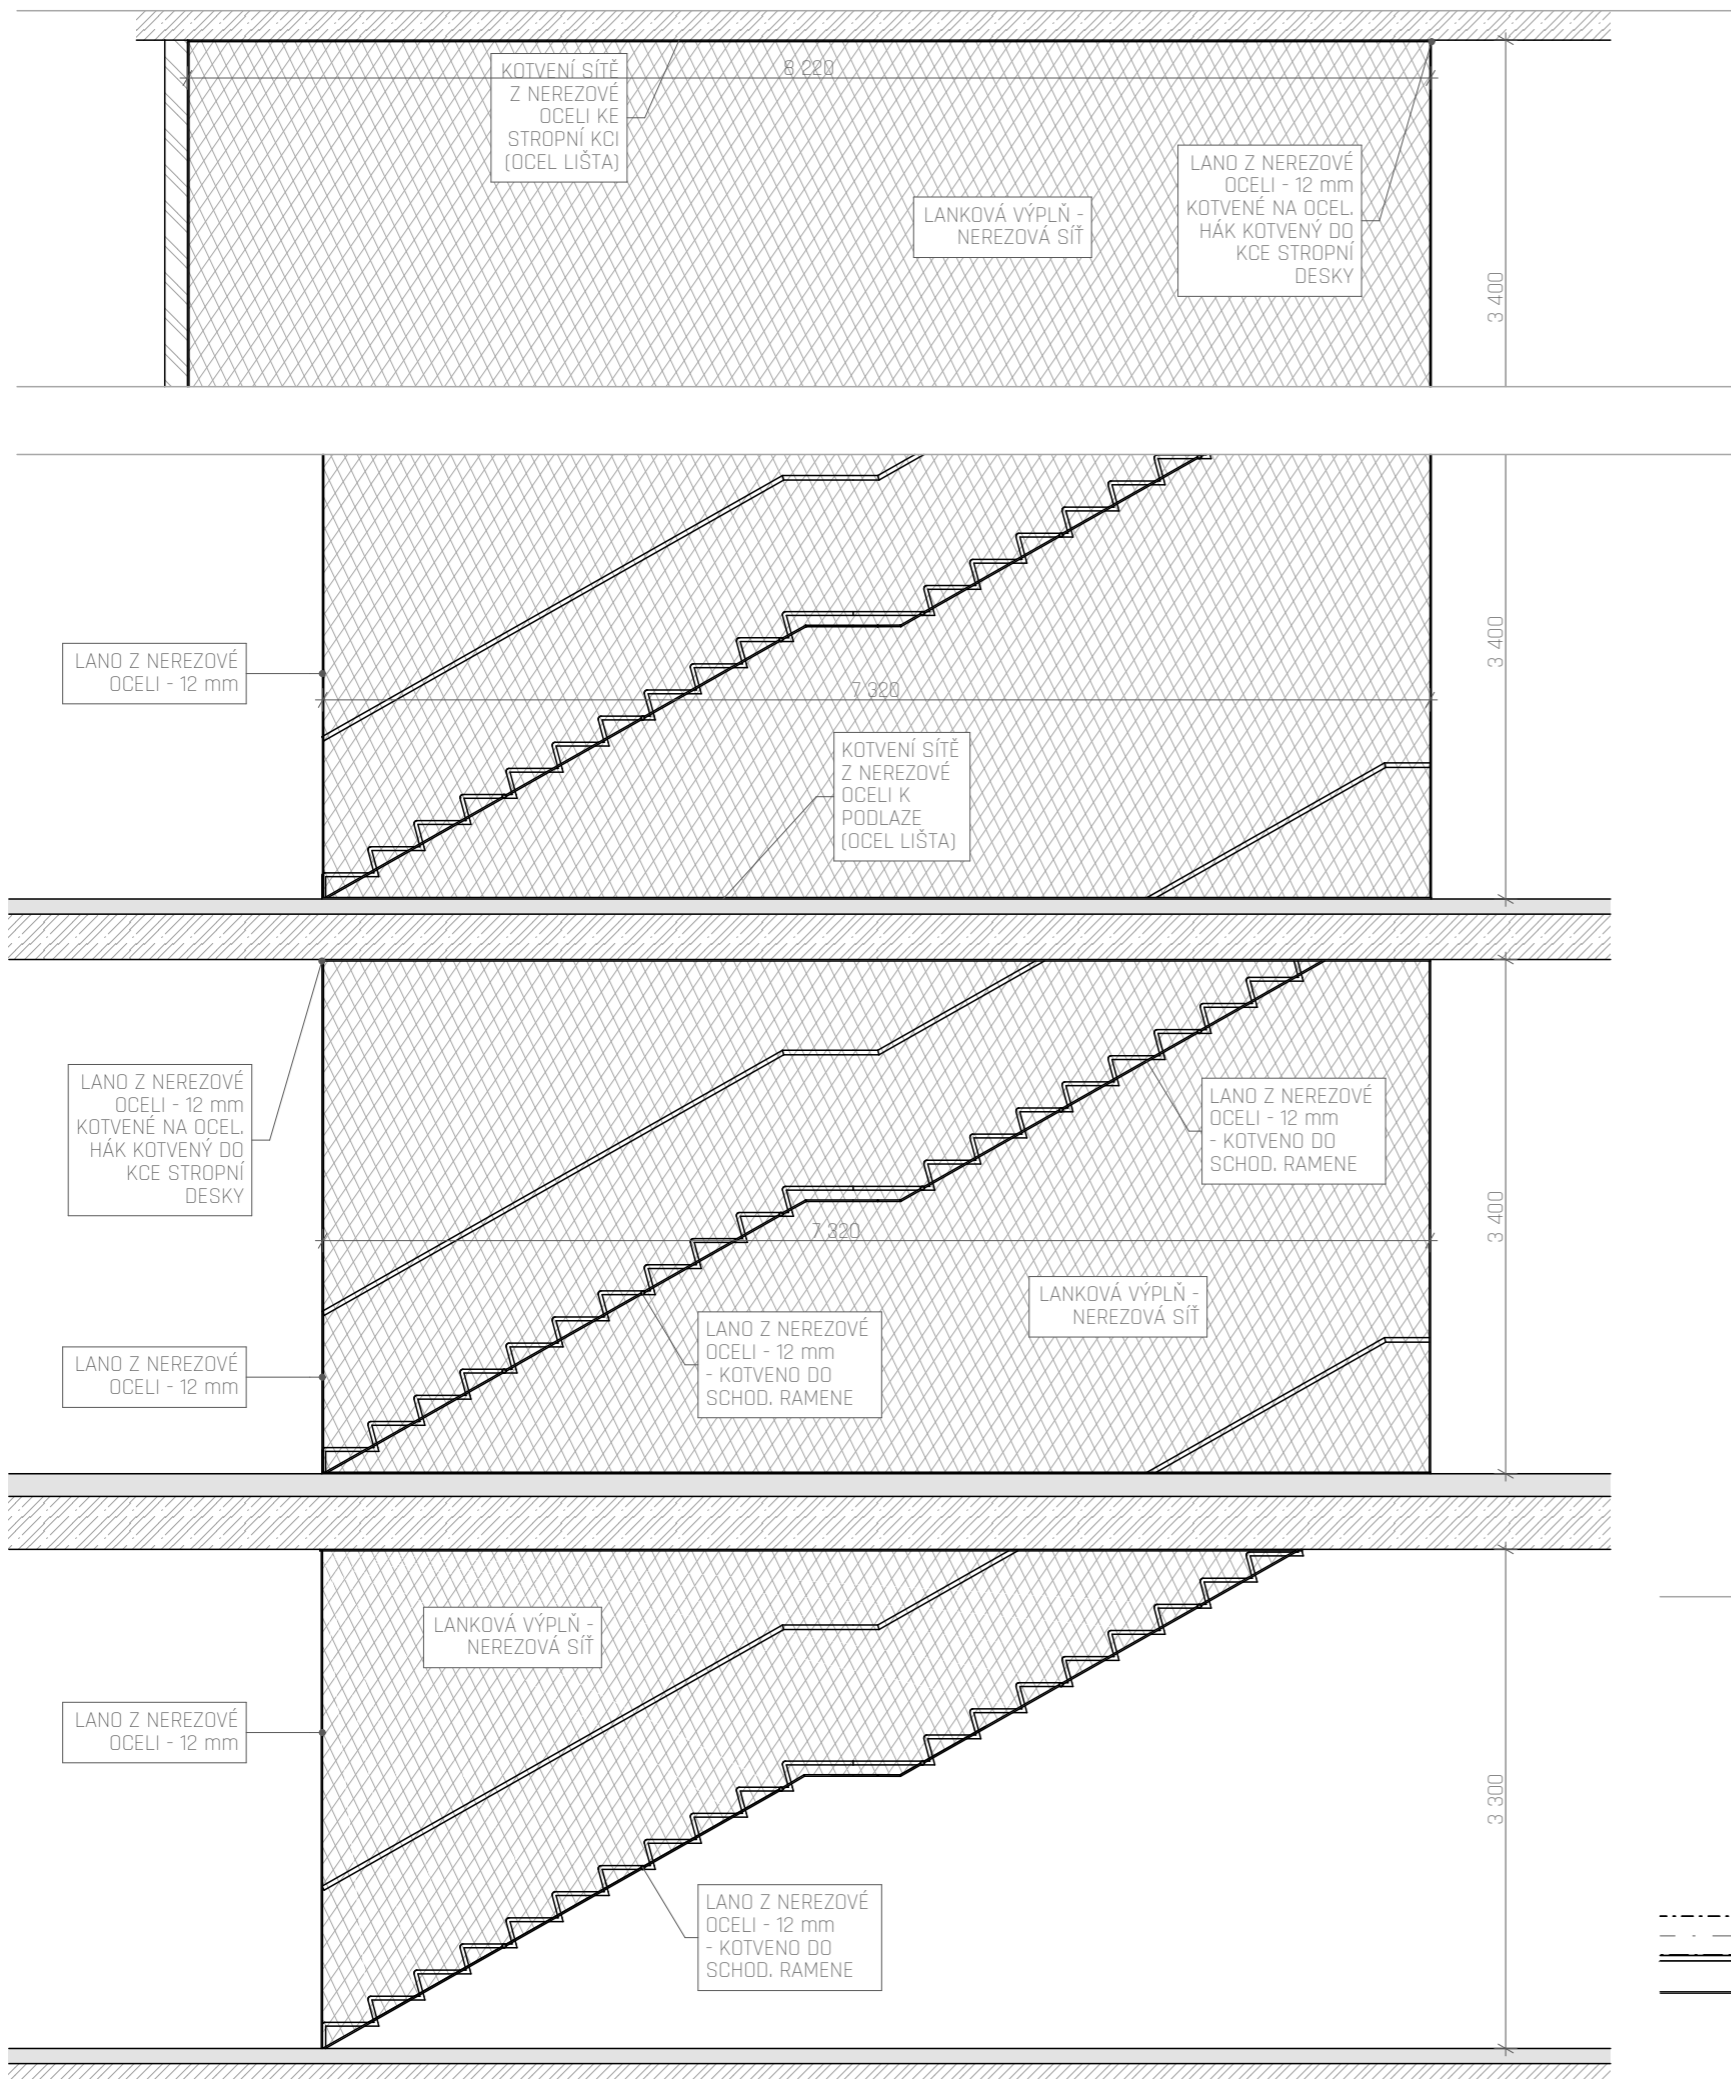 8 220
KOTVENÍ SÍTĚ
Z NEREZOVÉ
OCELI KE
STROPNÍ KCI
(OCEL LIŠTA)
LANO Z NEREZOVÉ
OCELI - 12 mm
KOTVENÉ NA OCEL.
HÁK KOTVENÝ DO
KCE STROPNÍ
DESKY
LANKOVÁ VÝPLŇ -
NEREZOVÁ SÍŤ
3 400
LANO Z NEREZOVÉ
OCELI - 12 mm
3 400
7 320
KOTVENÍ SÍTĚ
Z NEREZOVÉ
OCELI K
PODLAZE
(OCEL LIŠTA)
LANO Z NEREZOVÉ
OCELI - 12 mm
KOTVENÉ NA OCEL.
HÁK KOTVENÝ DO
KCE STROPNÍ
DESKY
LANO Z NEREZOVÉ
OCELI - 12 mm
- KOTVENO DO
SCHOD. RAMENE
3 400
7 320
LANKOVÁ VÝPLŇ -
NEREZOVÁ SÍŤ
LANO Z NEREZOVÉ
OCELI - 12 mm
- KOTVENO DO
SCHOD. RAMENE
LANO Z NEREZOVÉ
OCELI - 12 mm
LANKOVÁ VÝPLŇ -
NEREZOVÁ SÍŤ
LANO Z NEREZOVÉ
OCELI - 12 mm
3 300
LANO Z NEREZOVÉ
OCELI - 12 mm
- KOTVENO DO
SCHOD. RAMENE